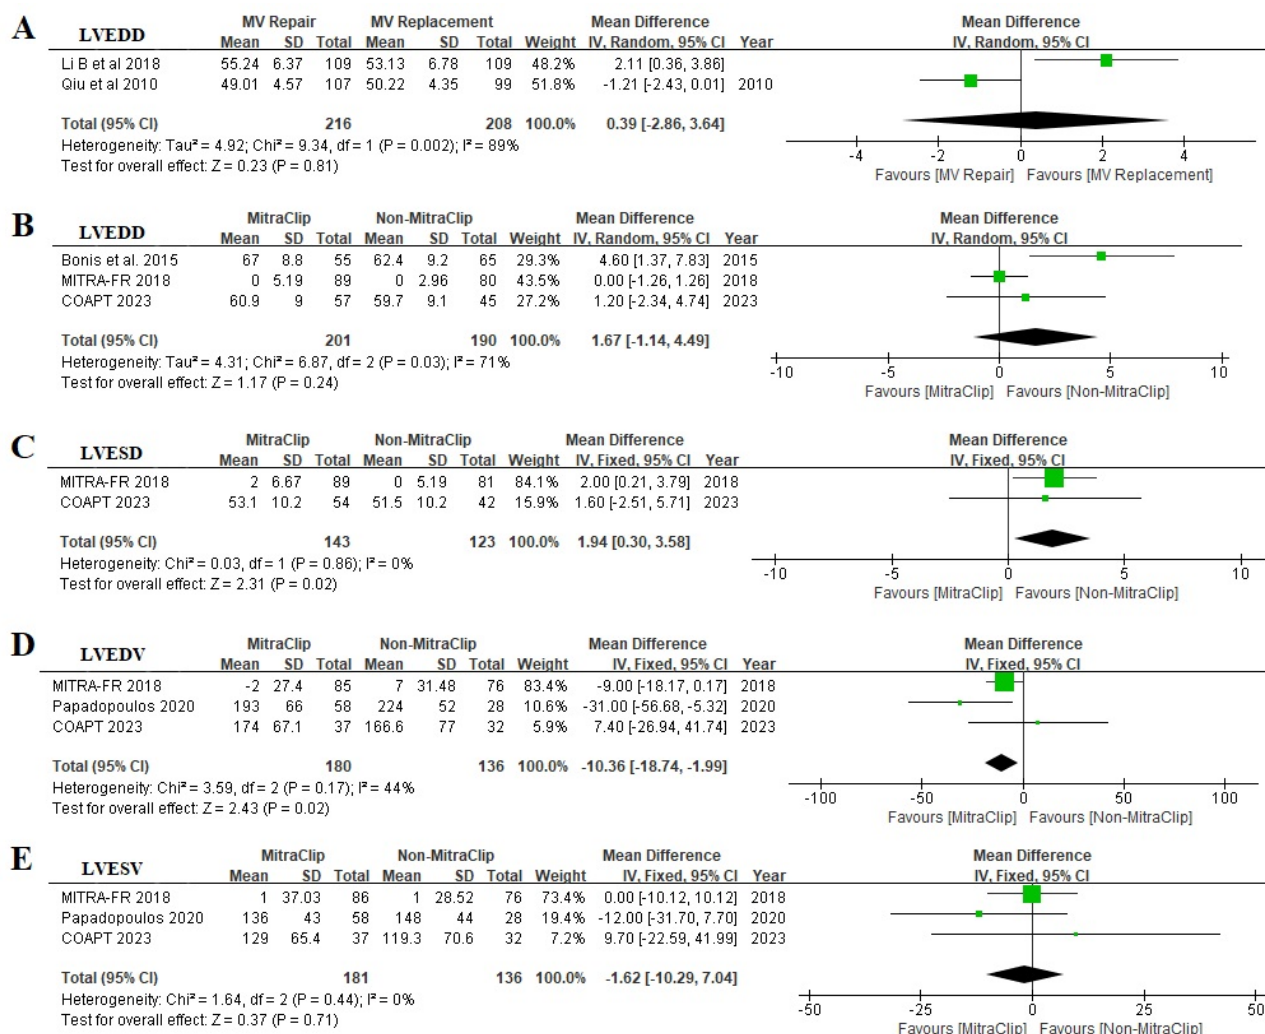 A LVEDD MV Repair MV Replacement Mean Difference Mean Difference
Mean SD Total Mean SD Total Weight IV, Random, 95% CI Year IV, Random, 95% CI
Li B et al 2018 55.24 6.37 109 53.13 6.78 109 48.2% 2.11 [0.36, 3.86]
Qiu et al 2010 49.01 4.57 107 50.22 4.35 99 51.8% -1.21 [-2.43, 0.01] 2010
Total (95% CI) 216 208 100.0% 0.39 [-2.86, 3.64]
Heterogeneity: Tau² = 4.92; Chi² = 9.34, df = 1 (P = 0.002); I² = 89%
Test for overall effect: Z = 0.23 (P = 0.81)
-4 -2 0 2 4
Favours [MV Repair] Favours [MV Replacement]
B LVEDD MitraClip Non-MitraClip Mean Difference Mean Difference
Mean SD Total Mean SD Total Weight IV, Random, 95% CI Year IV, Random, 95% CI
Bonis et al. 2015 67 8.8 55 62.4 9.2 65 29.3% 4.60 [1.37, 7.83] 2015
MITRA-FR 2018 0 5.19 89 0 2.96 80 43.5% 0.00 [-1.26, 1.26] 2018
COAPT 2023 60.9 9 57 59.7 9.1 45 27.2% 1.20 [-2.34, 4.74] 2023
Total (95% CI) 201 190 100.0% 1.67 [-1.14, 4.49]
Heterogeneity: Tau² = 4.31; Chi² = 6.87, df = 2 (P = 0.03); I² = 71%
Test for overall effect: Z = 1.17 (P = 0.24)
-10 -5 0 5 10
Favours [MitraClip] Favours [Non-MitraClip]
C LVESD MitraClip Non-MitraClip Mean Difference Mean Difference
Mean SD Total Mean SD Total Weight IV, Fixed, 95% CI Year IV, Fixed, 95% CI
MITRA-FR 2018 2 6.67 89 0 5.19 81 84.1% 2.00 [0.21, 3.79] 2018
COAPT 2023 53.1 10.2 54 51.5 10.2 42 15.9% 1.60 [-2.51, 5.71] 2023
Total (95% CI) 143 123 100.0% 1.94 [0.30, 3.58]
Heterogeneity: Chi² = 0.03, df = 1 (P = 0.86); I² = 0%
Test for overall effect: Z = 2.31 (P = 0.02)
-10 -5 0 5 10
Favours [MitraClip] Favours [Non-MitraClip]
D LVEDV MitraClip Non-MitraClip Mean Difference Mean Difference
Mean SD Total Mean SD Total Weight IV, Fixed, 95% CI Year IV, Fixed, 95% CI
MITRA-FR 2018 -2 27.4 85 7 31.48 76 83.4% -9.00 [-18.17, 0.17] 2018
Papadopoulos 2020 193 66 58 224 52 28 10.6% -31.00 [-56.68, -5.32] 2020
COAPT 2023 174 67.1 37 166.6 77 32 5.9% 7.40 [-26.94, 41.74] 2023
Total (95% CI) 180 136 100.0% -10.36 [-18.74, -1.99]
Heterogeneity: Chi² = 3.59, df = 2 (P = 0.17); I² = 44%
Test for overall effect: Z = 2.43 (P = 0.02)
-100 -50 0 50 100
Favours [MitraClip] Favours [Non-MitraClip]
E LVESV MitraClip Non-MitraClip Mean Difference Mean Difference
Mean SD Total Mean SD Total Weight IV, Fixed, 95% CI Year IV, Fixed, 95% CI
MITRA-FR 2018 1 37.03 86 1 28.52 76 73.4% 0.00 [-10.12, 10.12] 2018
Papadopoulos 2020 136 43 58 148 44 28 19.4% -12.00 [-31.70, 7.70] 2020
COAPT 2023 129 65.4 37 119.3 70.6 32 7.2% 9.70 [-22.59, 41.99] 2023
Total (95% CI) 181 136 100.0% -1.62 [-10.29, 7.04]
Heterogeneity: Chi² = 1.64, df = 2 (P = 0.44); I² = 0%
Test for overall effect: Z = 0.37 (P = 0.71)
-50 -25 0 25 50
Favours [MitraClip] Favours [Non-MitraClip]